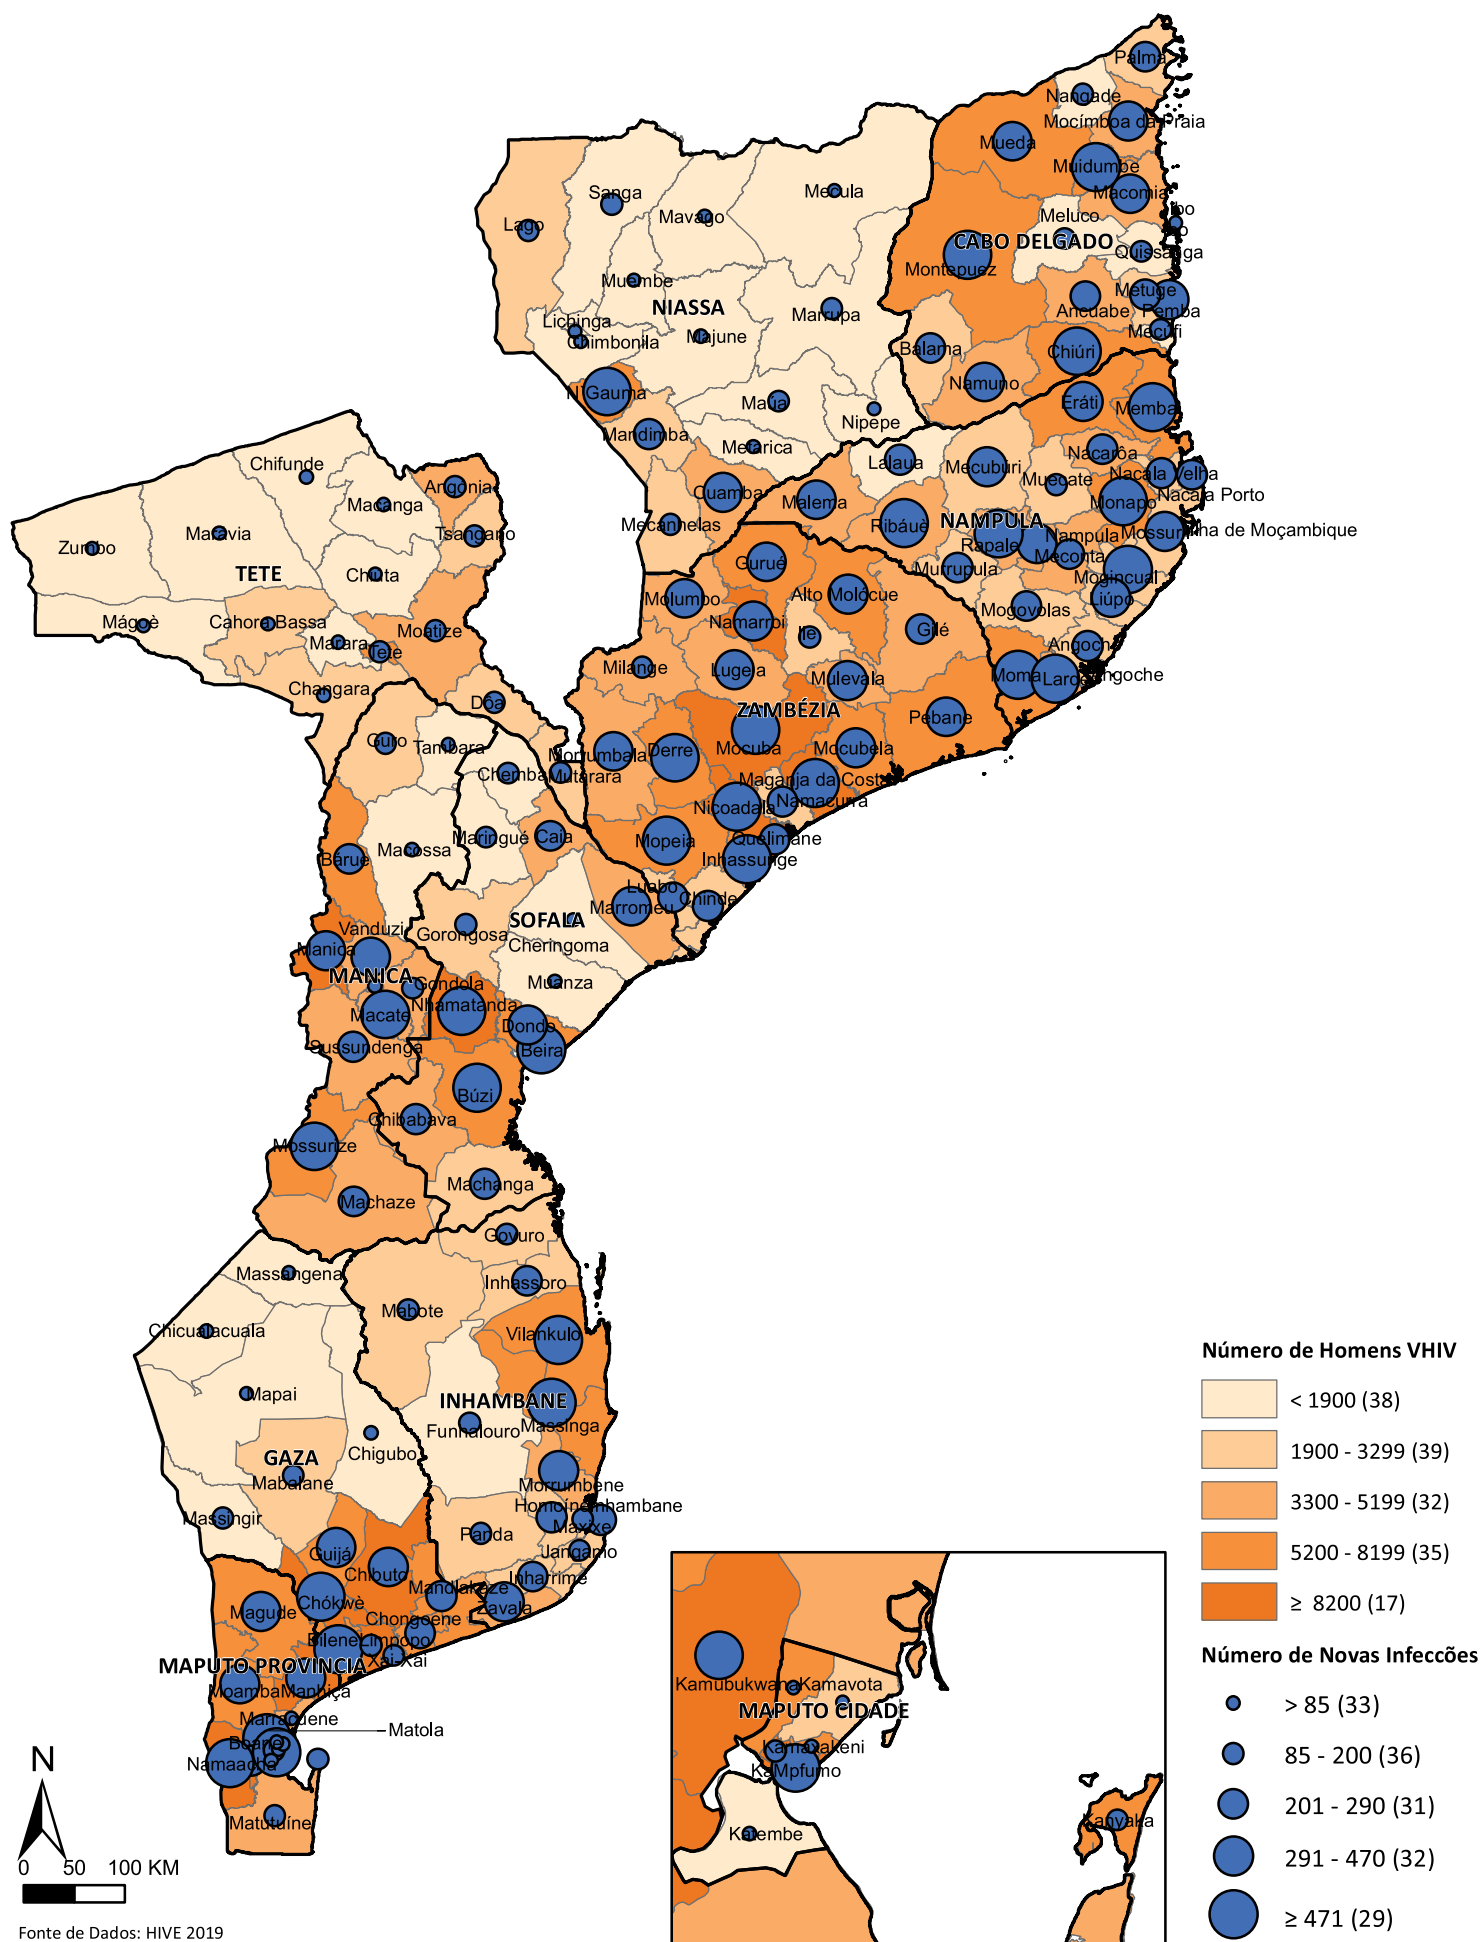 Palma
Nangade
Mocímboa da Praia
Mueda
Muidumbe
Macomia
Mecula
Sanga
Mavago
Lago
Meluco
Ibo
CABO DELGADO
Quissanga
Montepuez
Muembe
NIASSA
Metuge
Ancuabe
Pemba
Marrupa
Lichinga
Mecúfi
Chimbonila
Majune
Balama
Chiúri
Namuno
N'Gauma
Maúa
Eráti
Memba
Nipepe
Mandimba
Metarica
Nacarôa
Lalaua
Mecuburi
Chifunde
Nacala Velha
Muecate
Angónia
Cuamba
Malema
Monapo
Nacala Porto
Macanga
Mecanhelas
Ribáuè
NAMPULA
Mossuril
Ilha de Moçambique
Maravia
Tsangano
Nampula
Rapale
Zumbo
Meconta
Gurué
Murrupula
TETE
Chiuta
Mogincual
Alto Molócue
Molumbo
Liúpo
Mogovolas
Mágoè
Cahora Bassa
Namarroi
Moatize
Ile
Gilé
Marara
Angoche
Tete
Milange
Lugela
Mulevala
Moma
Larde
Angoche
Changara
Dôa
ZAMBÉZIA
Pebane
Guro
Tambara
Mocuba
Mocubela
Morrumbala
Derre
Chemba
Mutarara
Maganja da Costa
Nicoadala
Namacurra
Maringué
Caia
Mopeia
Quelimane
Macossa
Bárue
Inhassunge
Luabo
Chinde
Marromeu
SOFALA
Vanduzi
Gorongosa
Manica
Cheringoma
MANICA
Gondola
Muanza
Nhamatanda
Macate
Dondo
Sussundenga
Beira
Búzi
Chibabava
Mossurize
Machanga
Machaze
Govuro
Massangena
Inhassoro
Mabote
Chicualacuala
Vilankulo
Mapai
INHAMBANE
Massinga
Funhalouro
Chigubo
GAZA
Mabalane
Morrumbene
Homoíne
Inhambane
Massingir
Maxixe
Panda
Guijá
Jangamo
Chibuto
Inharrime
Mandlakaze
Chókwè
Zavala
Magude
Chongoene
Bilene
Limpopo
Xai-Xai
MAPUTO PROVINCIA
Moamba
Manhiça
Marracuene
Matola
Boane
Namaacha
Matutuíne
Kamubukwana
Kamavota
MAPUTO CIDADE
Kamaxakeni
KaMpfumo
Katembe
Kanyaka
Número de Homens VHIV
< 1900 (38)
1900 - 3299 (39)
3300 - 5199 (32)
5200 - 8199 (35)
≥ 8200 (17)
Número de Novas Infeccões
> 85 (33)
85 - 200 (36)
201 - 290 (31)
291 - 470 (32)
≥ 471 (29)
N
0 50 100 KM
Fonte de Dados: HIVE 2019